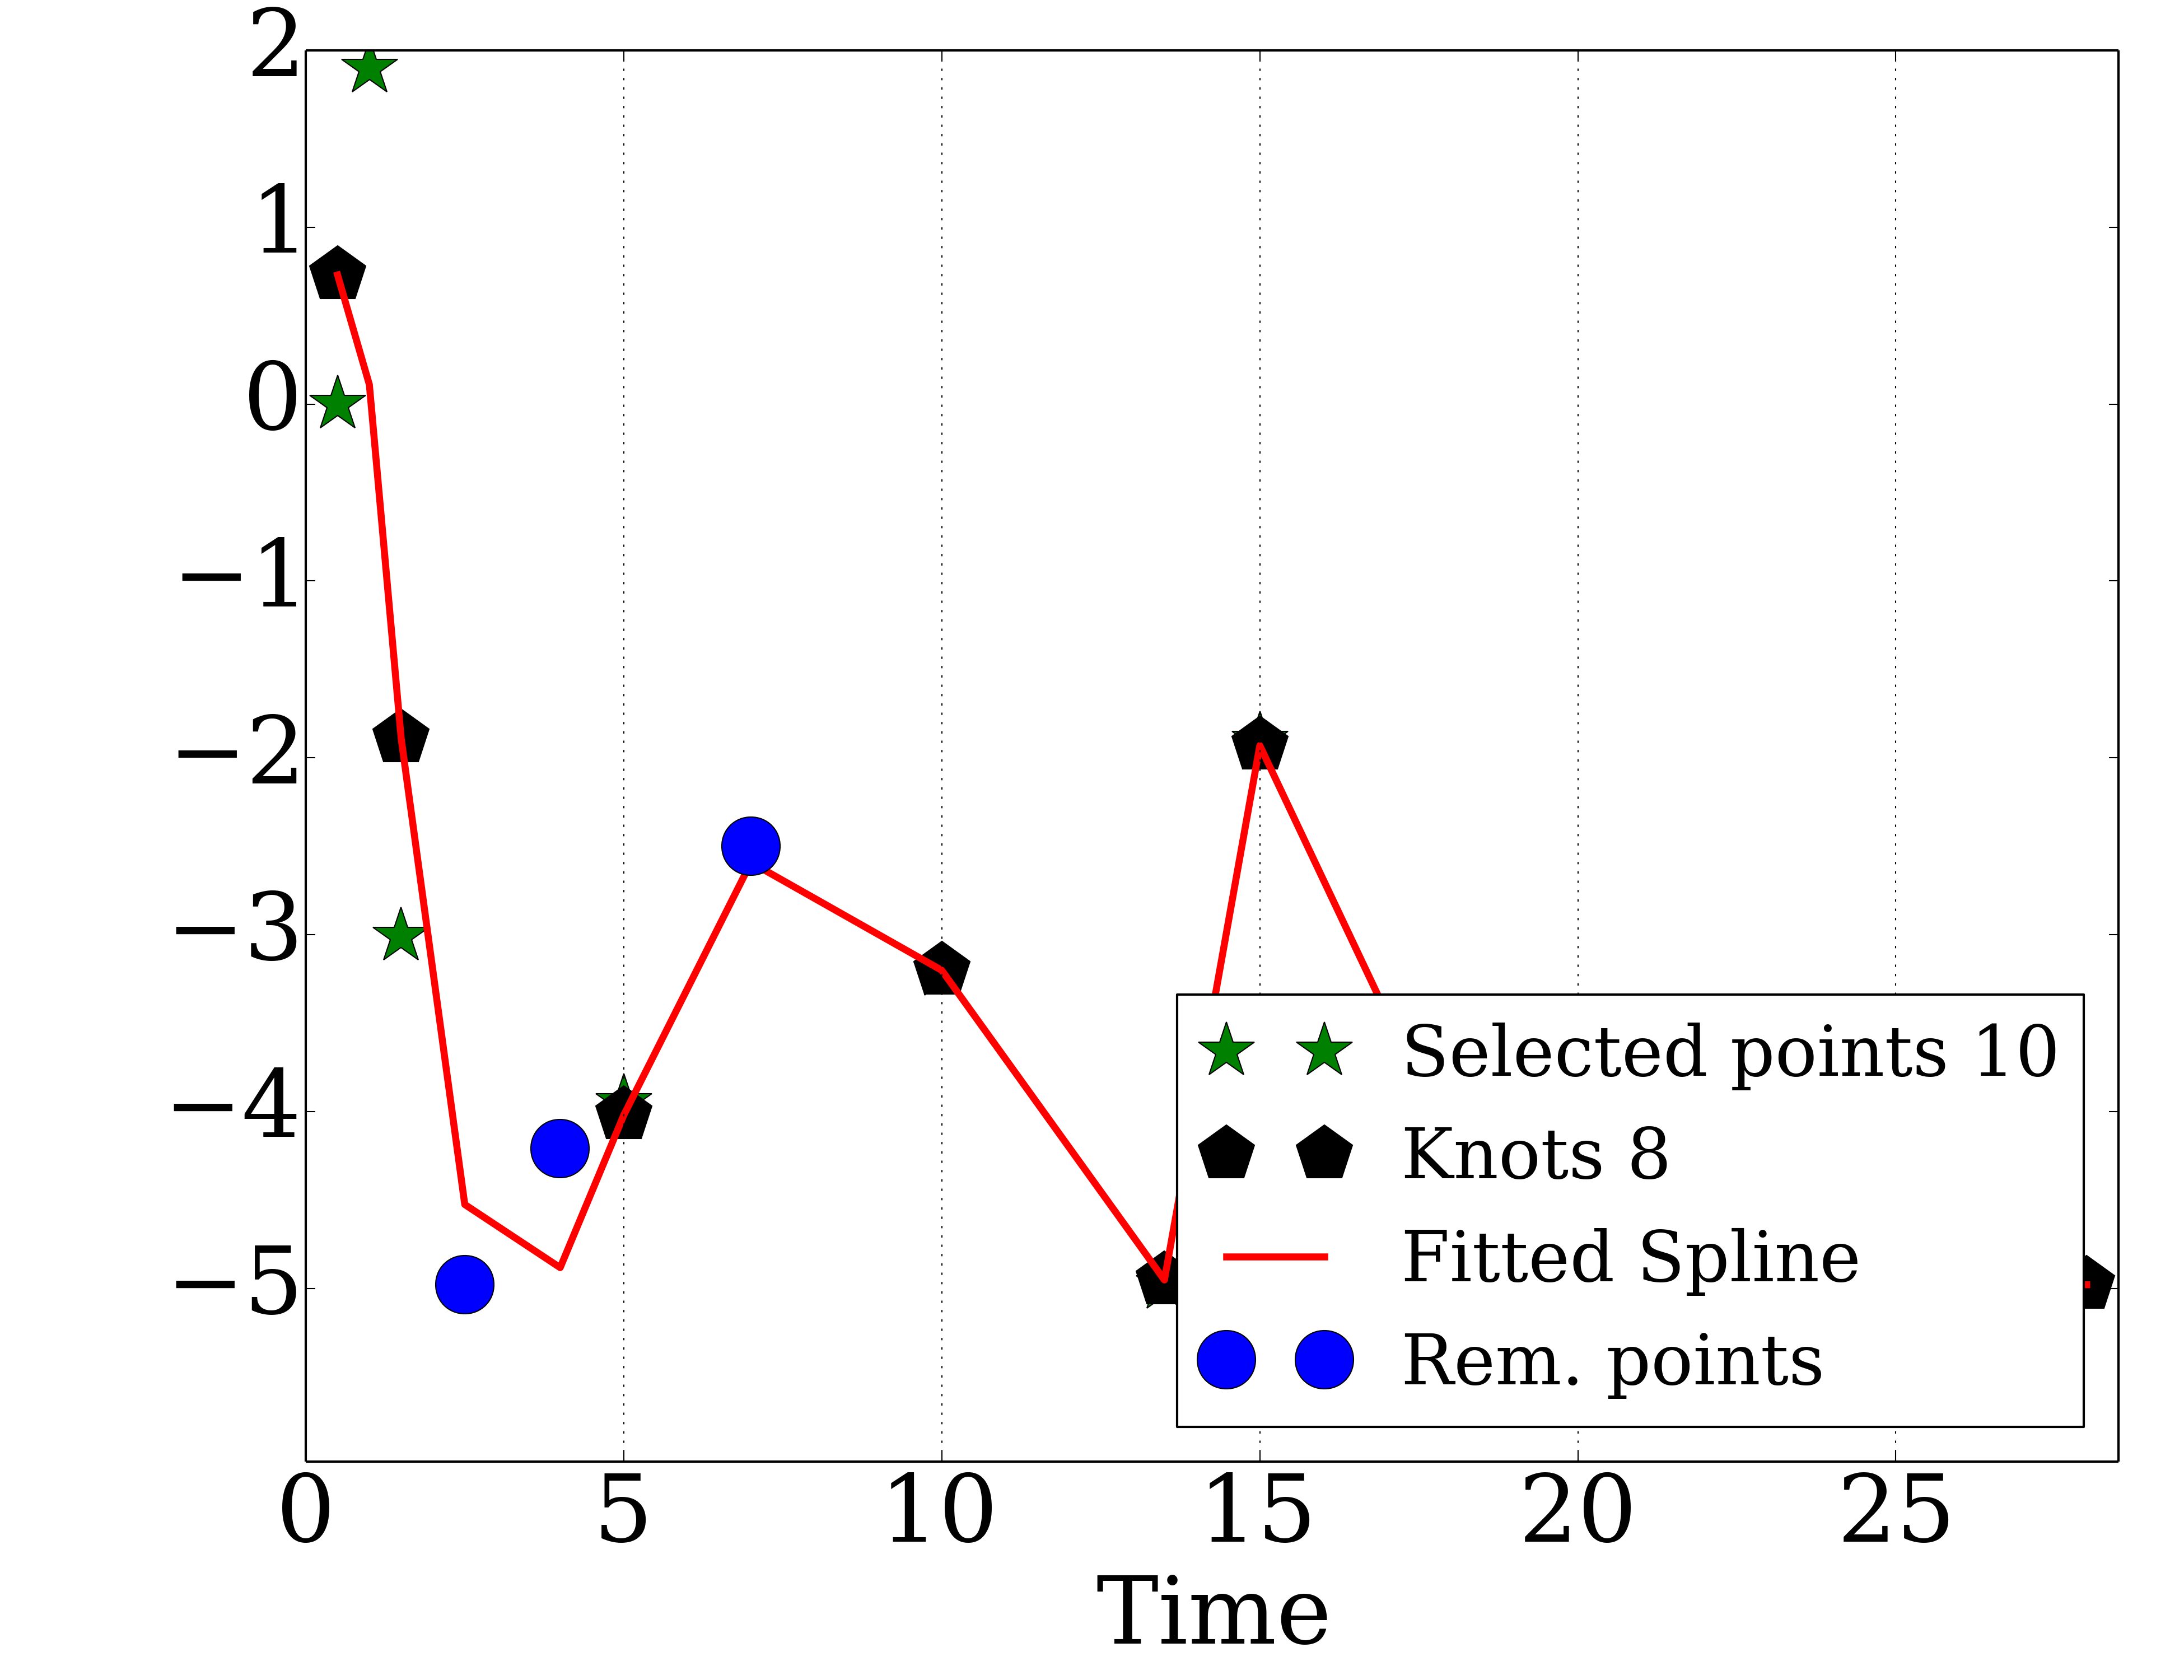 2
1
0
−1
−2
−3
−4
−5
Selected points 10
Knots 8
Fitted Spline
Rem. points
0 5 10 15 20 25
Time